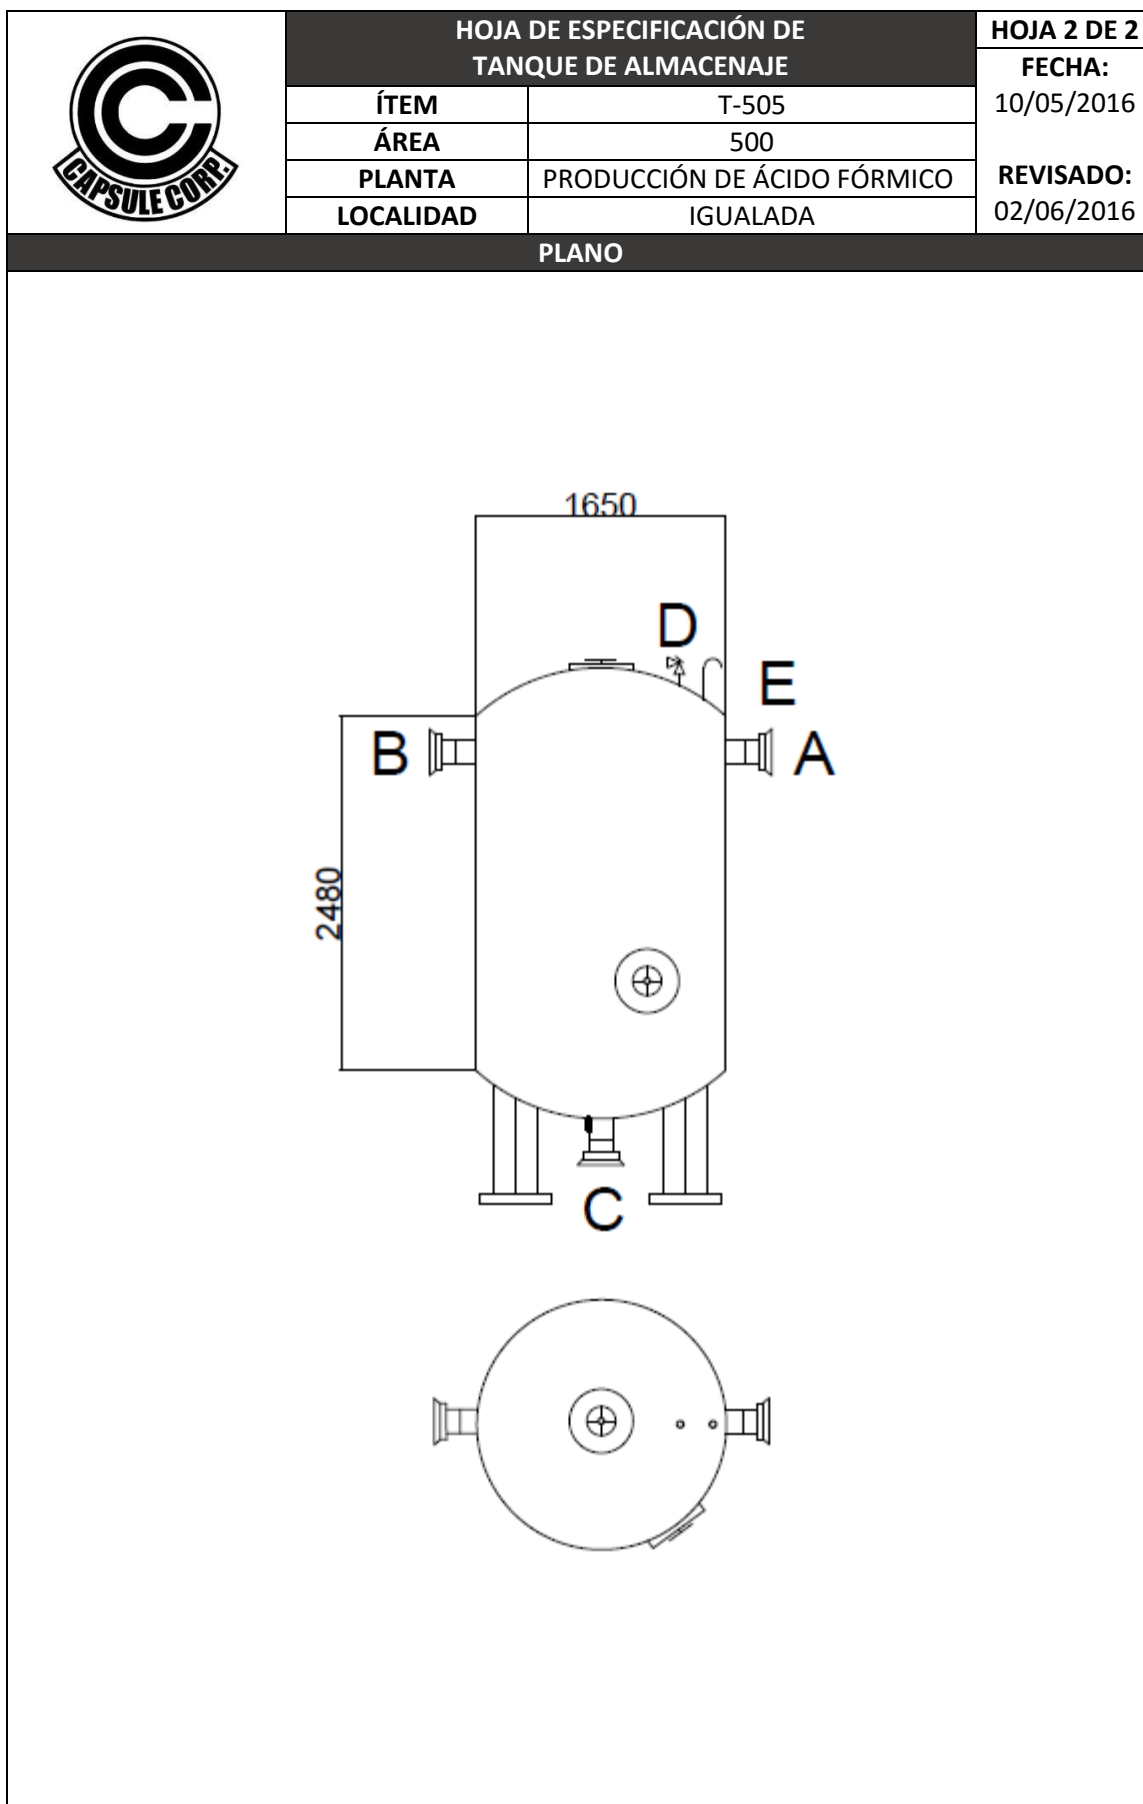 CAPSULE CORP.
HOJA DE ESPECIFICACIÓN DE
TANQUE DE ALMACENAJE
HOJA 2 DE 2
FECHA:
10/05/2016
ÍTEM T-505
ÁREA 500
PLANTA PRODUCCIÓN DE ÁCIDO FÓRMICO
REVISADO:
LOCALIDAD IGUALADA
02/06/2016
PLANO
1650
D
E
B
A
2480
C